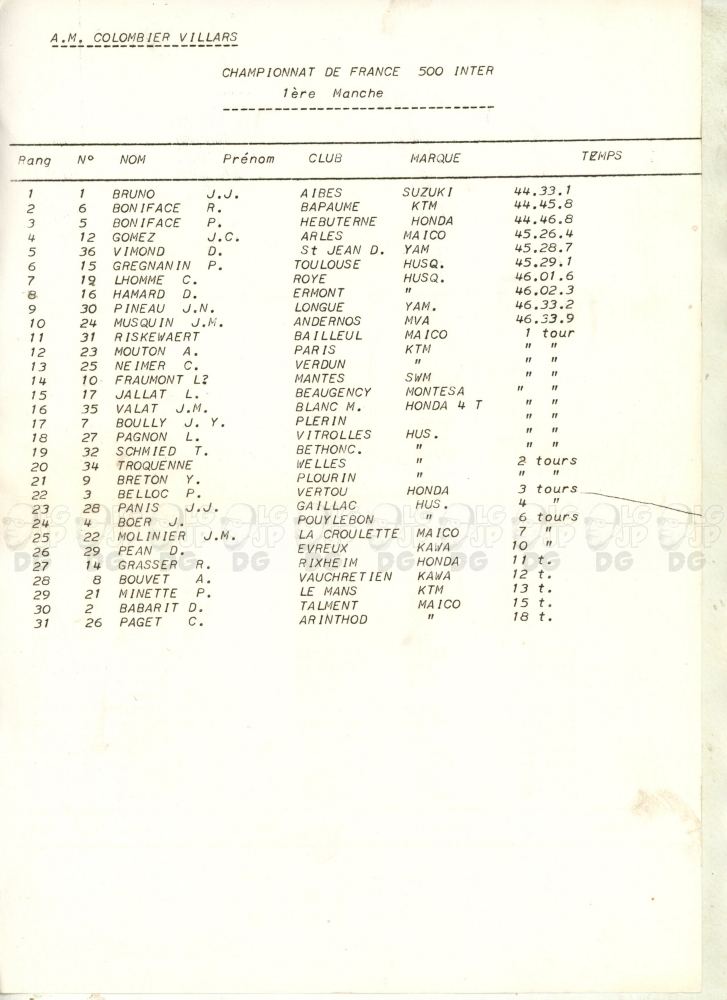 A.M. COLOMBIER VILLARS
CHAMPIONNAT DE FRANCE 500 INTER
1ère Manche
Rang N° NOM Prénom CLUB MARQUE TEMPS
1 1 BRUNO J.J. AIBES SUZUKI 44.33.1
2 6 BONIFACE R. BAPAUME KTM 44.45.8
3 5 BONIFACE P. HEBUTERNE HONDA 44.46.8
4 12 GOMEZ J.C. ARLES MAICO 45.26.4
5 36 VIMOND D. St JEAN D. YAM 45.28.7
6 15 GREGNANIN P. TOULOUSE HUSQ. 45.29.1
7 19 LHOMME C. ROYE HUSQ. 46.01.6
8 16 HAMARD D. ERMONT " 46.02.3
9 30 PINEAU J.N. LONGUE YAM. 46.33.2
10 24 MUSQUIN J.M. ANDERNOS MVA 46.33.9
11 31 RISKEWAERT BAILLEUL MAICO 1 tour
12 23 MOUTON A. PARIS KTM " "
13 25 NEIMER C. VERDUN " " "
14 10 FRAUMONT L? MANTES SWM " "
15 17 JALLAT L. BEAUGENCY MONTESA " "
16 35 VALAT J.M. BLANC M. HONDA 4 T " "
17 7 BOULLY J. Y. PLERIN " "
18 27 PAGNON L. VITROLLES HUS. " "
19 32 SCHMIED T. BETHONC. " " "
20 34 TROQUENNE WELLES " 2 tours
21 9 BRETON Y. PLOURIN " " "
22 3 BELLOC P. VERTOU HONDA 3 tours
23 28 PANIS J.J. GAILLAC HUS. 4 "
24 4 BOER J. POUYLEBON " 6 tours
25 22 MOLINIER J.M. LA CROULETTE MAICO 7 "
26 29 PEAN D. EVREUX KAWA 10 "
27 14 GRASSER R. RIXHEIM HONDA 11 t.
28 8 BOUVET A. VAUCHRETIEN KAWA 12 t.
29 21 MINETTE P. LE MANS KTM 13 t.
30 2 BABARIT D. TALMENT MAICO 15 t.
31 26 PAGET C. ARINTHOD " 18 t.